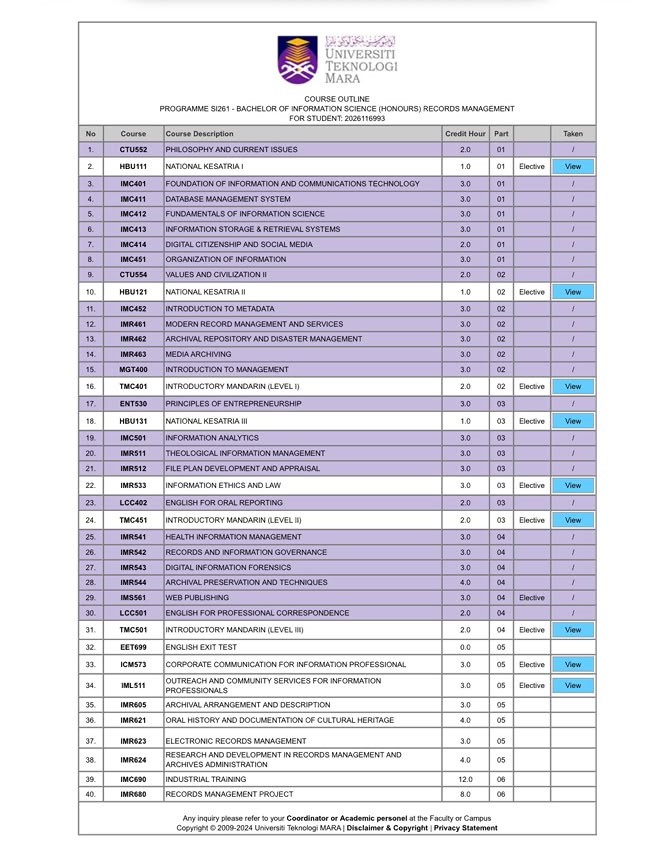 UNIVERSITI
TEKNOLOGI
MARA
COURSE OUTLINE
PROGRAMME SI261 - BACHELOR OF INFORMATION SCIENCE (HONOURS) RECORDS MANAGEMENT
FOR STUDENT: 2026116993
No Course Course Description Credit Hour Part Taken
1. CTU552 PHILOSOPHY AND CURRENT ISSUES 2.0 01 /
2. HBU111 NATIONAL KESATRIA I 1.0 01 Elective View
3. IMC401 FOUNDATION OF INFORMATION AND COMMUNICATIONS TECHNOLOGY 3.0 01 /
4. IMC411 DATABASE MANAGEMENT SYSTEM 3.0 01 /
5. IMC412 FUNDAMENTALS OF INFORMATION SCIENCE 3.0 01 /
6. IMC413 INFORMATION STORAGE & RETRIEVAL SYSTEMS 3.0 01 /
7. IMC414 DIGITAL CITIZENSHIP AND SOCIAL MEDIA 2.0 01 /
8. IMC451 ORGANIZATION OF INFORMATION 3.0 01 /
9. CTU554 VALUES AND CIVILIZATION II 2.0 02 /
10. HBU121 NATIONAL KESATRIA II 1.0 02 Elective View
11. IMC452 INTRODUCTION TO METADATA 3.0 02 /
12. IMR461 MODERN RECORD MANAGEMENT AND SERVICES 3.0 02 /
13. IMR462 ARCHIVAL REPOSITORY AND DISASTER MANAGEMENT 3.0 02 /
14. IMR463 MEDIA ARCHIVING 3.0 02 /
15. MGT400 INTRODUCTION TO MANAGEMENT 3.0 02 /
16. TMC401 INTRODUCTORY MANDARIN (LEVEL I) 2.0 02 Elective View
17. ENT530 PRINCIPLES OF ENTREPRENEURSHIP 3.0 03 /
18. HBU131 NATIONAL KESATRIA III 1.0 03 Elective View
19. IMC501 INFORMATION ANALYTICS 3.0 03 /
20. IMR511 THEOLOGICAL INFORMATION MANAGEMENT 3.0 03 /
21. IMR512 FILE PLAN DEVELOPMENT AND APPRAISAL 3.0 03 /
22. IMR533 INFORMATION ETHICS AND LAW 3.0 03 Elective View
23. LCC402 ENGLISH FOR ORAL REPORTING 2.0 03 /
24. TMC451 INTRODUCTORY MANDARIN (LEVEL II) 2.0 03 Elective View
25. IMR541 HEALTH INFORMATION MANAGEMENT 3.0 04 /
26. IMR542 RECORDS AND INFORMATION GOVERNANCE 3.0 04 /
27. IMR543 DIGITAL INFORMATION FORENSICS 3.0 04 /
28. IMR544 ARCHIVAL PRESERVATION AND TECHNIQUES 4.0 04 /
29. IMS561 WEB PUBLISHING 3.0 04 Elective /
30. LCC501 ENGLISH FOR PROFESSIONAL CORRESPONDENCE 2.0 04 /
31. TMC501 INTRODUCTORY MANDARIN (LEVEL III) 2.0 04 Elective View
32. EET699 ENGLISH EXIT TEST 0.0 05
33. ICM573 CORPORATE COMMUNICATION FOR INFORMATION PROFESSIONAL 3.0 05 Elective View
34. IML511 OUTREACH AND COMMUNITY SERVICES FOR INFORMATION
PROFESSIONALS 3.0 05 Elective View
35. IMR605 ARCHIVAL ARRANGEMENT AND DESCRIPTION 3.0 05
36. IMR621 ORAL HISTORY AND DOCUMENTATION OF CULTURAL HERITAGE 4.0 05
37. IMR623 ELECTRONIC RECORDS MANAGEMENT 3.0 05
38. IMR624 RESEARCH AND DEVELOPMENT IN RECORDS MANAGEMENT AND
ARCHIVES ADMINISTRATION 4.0 05
39. IMC690 INDUSTRIAL TRAINING 12.0 06
40. IMR680 RECORDS MANAGEMENT PROJECT 8.0 06
Any inquiry please refer to your Coordinator or Academic personel at the Faculty or Campus
Copyright © 2009-2024 Universiti Teknologi MARA | Disclaimer & Copyright | Privacy Statement